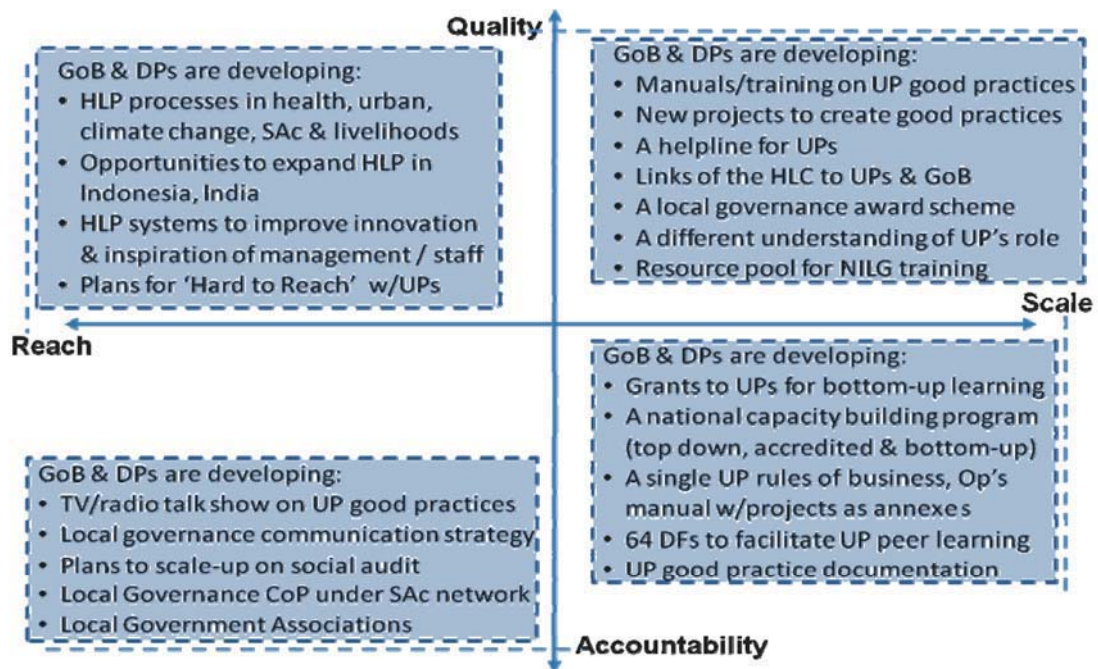 Quality
GoB & DPs are developing:
• HLP processes in health, urban,
climate change, SAc & livelihoods
• Opportunities to expand HLP in
Indonesia, India
• HLP systems to improve innovation
& inspiration of management / staff
• Plans for ‘Hard to Reach’ w/UPs
GoB & DPs are developing:
• Manuals/training on UP good practices
• New projects to create good practices
• A helpline for UPs
• Links of the HLC to UPs & GoB
• A local governance award scheme
• A different understanding of UP’s role
• Resource pool for NILG training
Scale
Reach
GoB & DPs are developing:
• Grants to UPs for bottom-up learning
• A national capacity building program
(top down, accredited & bottom-up)
• A single UP rules of business, Op’s
manual w/projects as annexes
• 64 DFs to facilitate UP peer learning
• UP good practice documentation
GoB & DPs are developing:
• TV/radio talk show on UP good practices
• Local governance communication strategy
• Plans to scale-up on social audit
• Local Governance CoP under SAc network
• Local Government Associations
Accountability